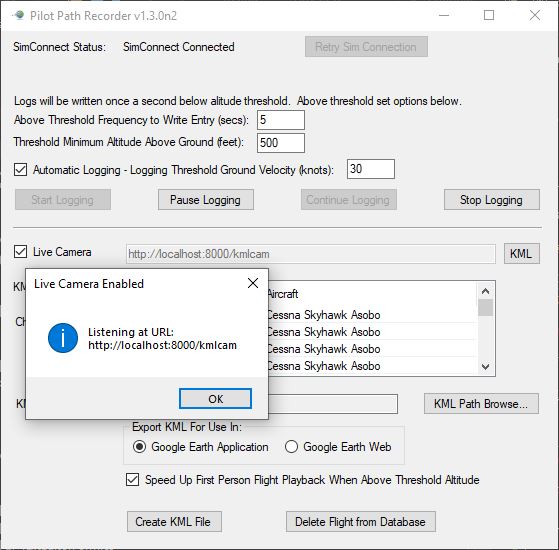 Pilot Path Recorder v1.3.0n2
SimConnect Status: SimConnect Connected Retry Sim Connection
Logs will be written once a second below alitude threshold. Above threshold set options below.
Above Threshold Frequency to Write Entry (secs): 5
Threshold Minimum Altitude Above Ground (feet): 500
Automatic Logging - Logging Threshold Ground Velocity (knots): 30
Start Logging Pause Logging Continue Logging Stop Logging
Live Camera http://localhost:8000/kmlcam KML
Live Camera Enabled
Listening at URL:
http://localhost:8000/kmlcam
OK
Aircraft
Cessna Skyhawk Asobo
Cessna Skyhawk Asobo
Cessna Skyhawk Asobo
Cessna Skyhawk Asobo
KML Path Browse...
Export KML For Use In:
Google Earth Application Google Earth Web
Speed Up First Person Flight Playback When Above Threshold Altitude
Create KML File Delete Flight from Database